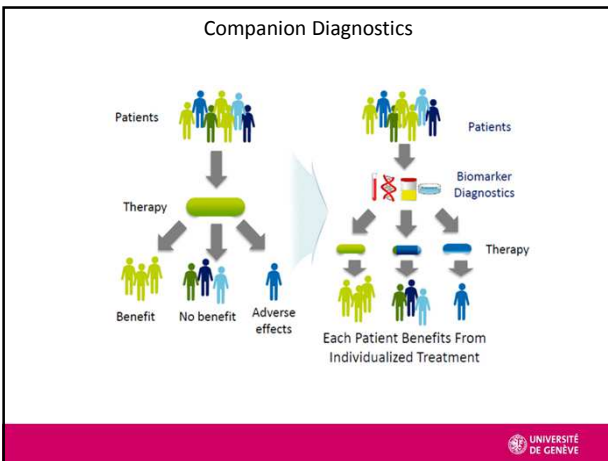 Companion Diagnostics
Patients
Therapy
Benefit
No benefit
Adverse
effects
Patients
Biomarker
Diagnostics
Therapy
Each Patient Benefits From
Individualized Treatment
UNIVERSITÉ
DE GENÈVE